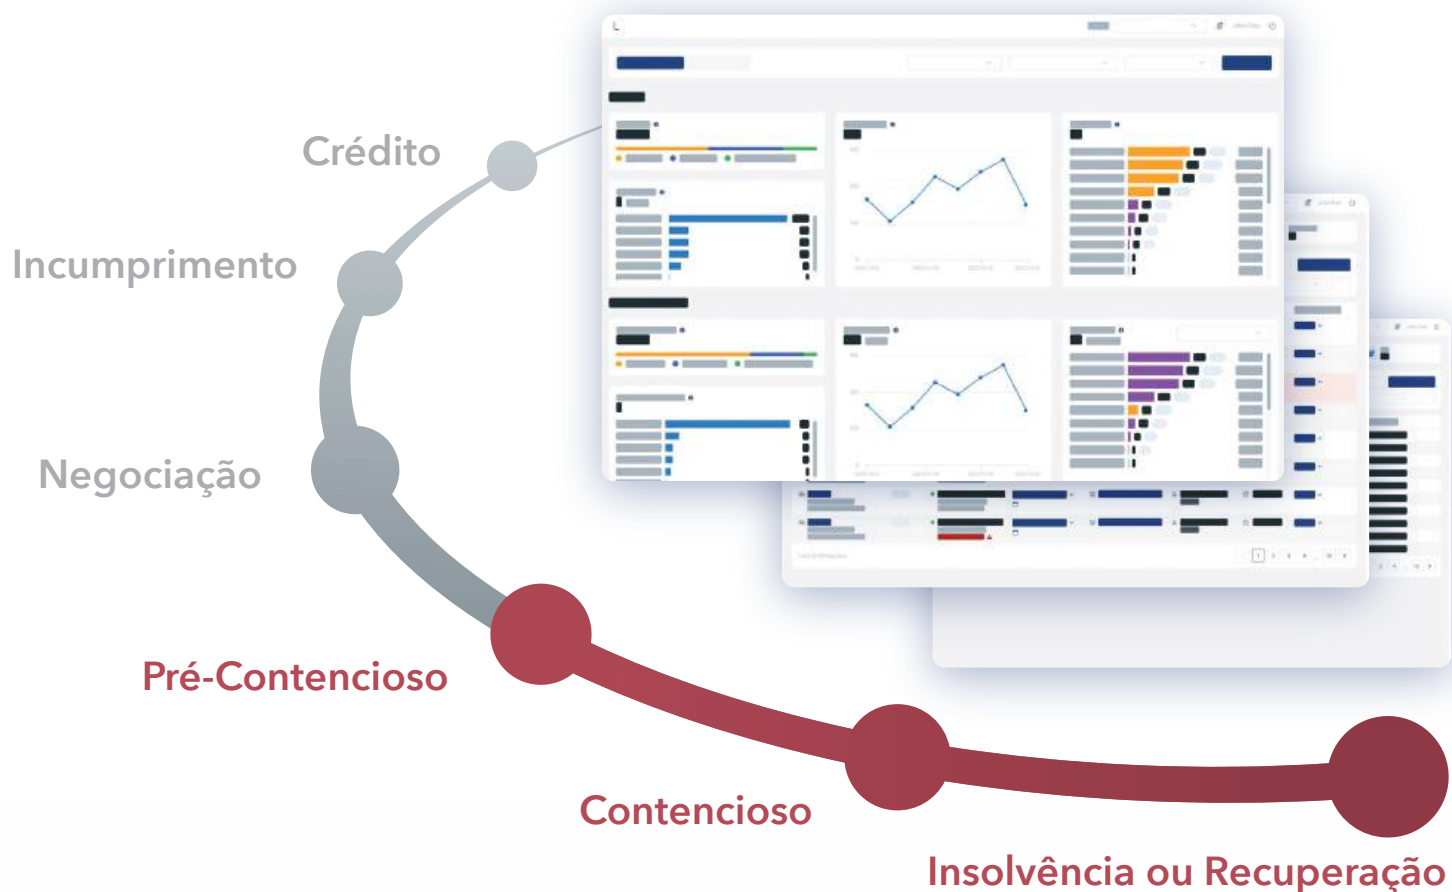 Crédito
Incumprimento
Negociação
Pré-Contencioso
Contencioso
Insolvência ou Recuperação